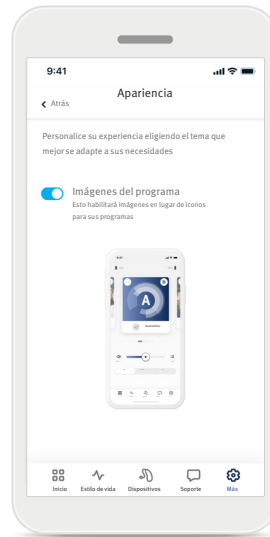 9:41
Atrás
Apariencia
Personalice su experiencia eligiendo el tema que
mejor se adapte a sus necesidades
Imágenes del programa
Esto habilitará imágenes en lugar de iconos
para sus programas
A
Inicio
Estilo de vida
Dispositivos
Soporte
Más